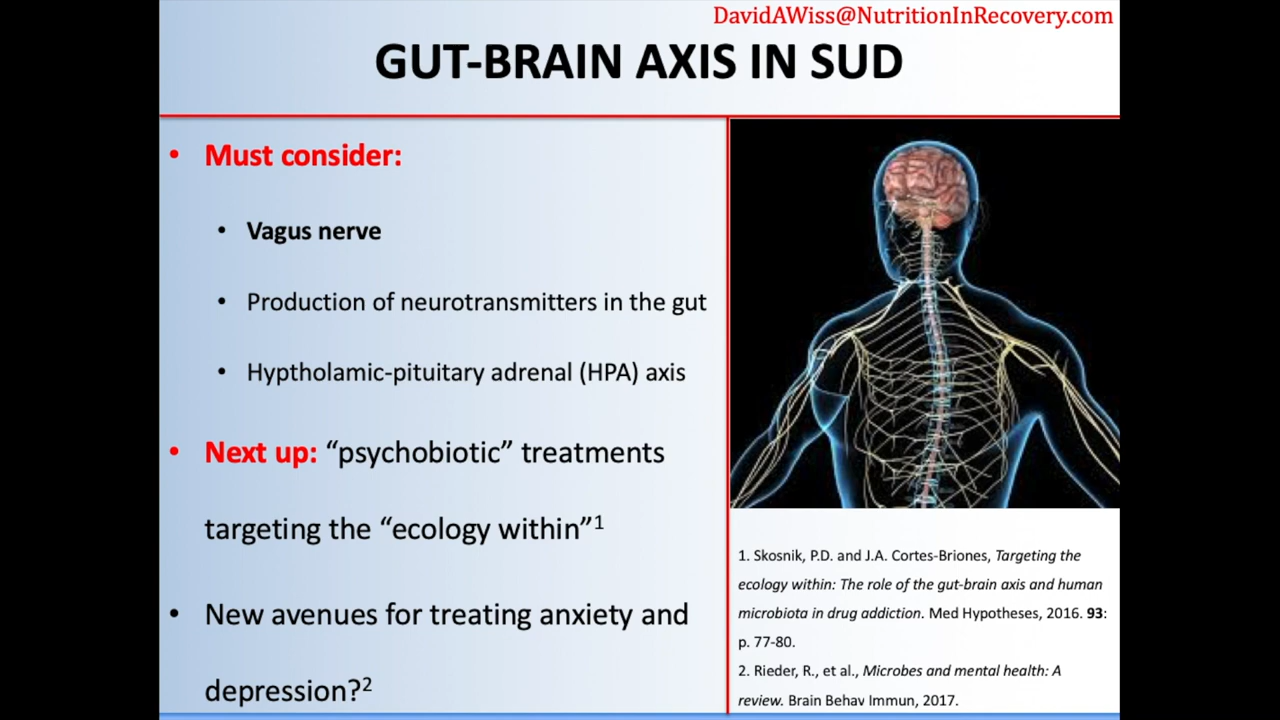 DavidAWiss@NutritionInRecovery.com
GUT-BRAIN AXIS IN SUD
• Must consider:
• Vagus nerve
• Production of neurotransmitters in the gut
• Hyptholamic-pituitary adrenal (HPA) axis
• Next up: “psychobiotic” treatments
targeting the “ecology within”1
• New avenues for treating anxiety and
depression?2
1. Skosnik, P.D. and J.A. Cortes-Briones, Targeting the
ecology within: The role of the gut-brain axis and human
microbiota in drug addiction. Med Hypotheses, 2016. 93:
p. 77-80.
2. Rieder, R., et al., Microbes and mental health: A
review. Brain Behav Immun, 2017.